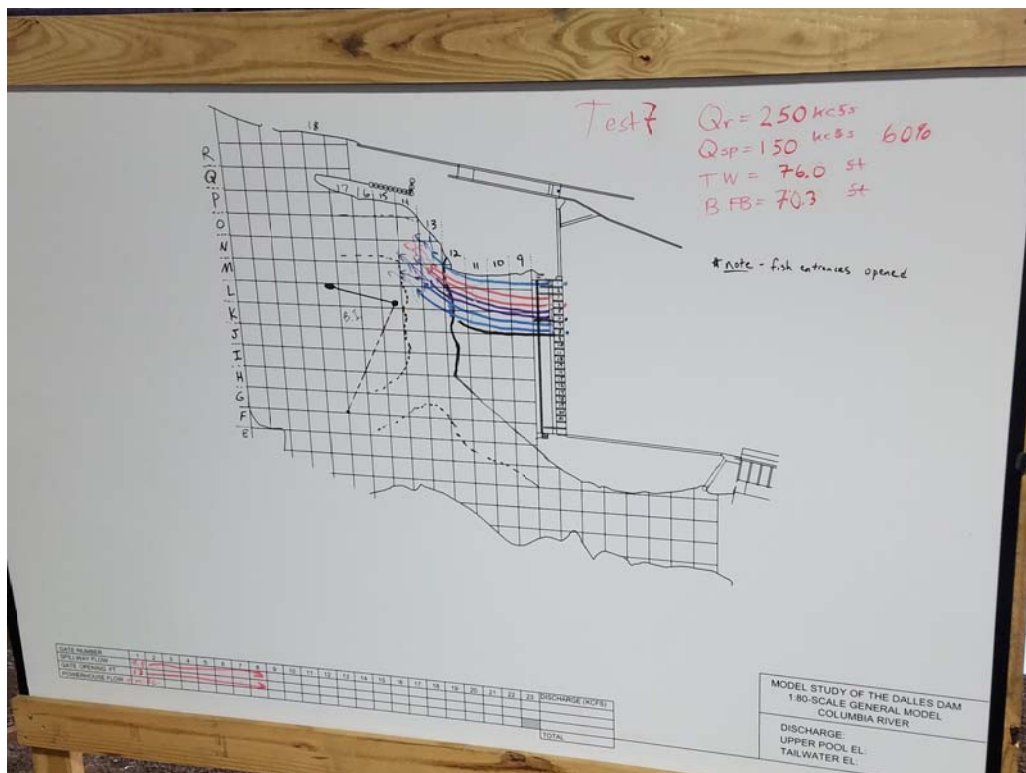 Test 7
Qr = 250 kcfs
Qsp = 150 kcfs 60%
TW = 76.0 ft
B FB = 70.3 ft
* note - fish entrances opened
18
R
Q
P
O
N
M
L
K
J
I
H
G
F
E
17 16 15 14
13
12
11 10 9
B.S.
GATE NUMBER 1 2 3 4 5 6 7 8 9 10 11 12 13 14 15 16 17 18 19 20 21 22 23 DISCHARGE (KCFS)
SPILLWAY FLOW
GATE OPENING, FT
POWERHOUSE FLOW
TOTAL
MODEL STUDY OF THE DALLES DAM
1:80-SCALE GENERAL MODEL
COLUMBIA RIVER
DISCHARGE:
UPPER POOL EL:
TAILWATER EL: